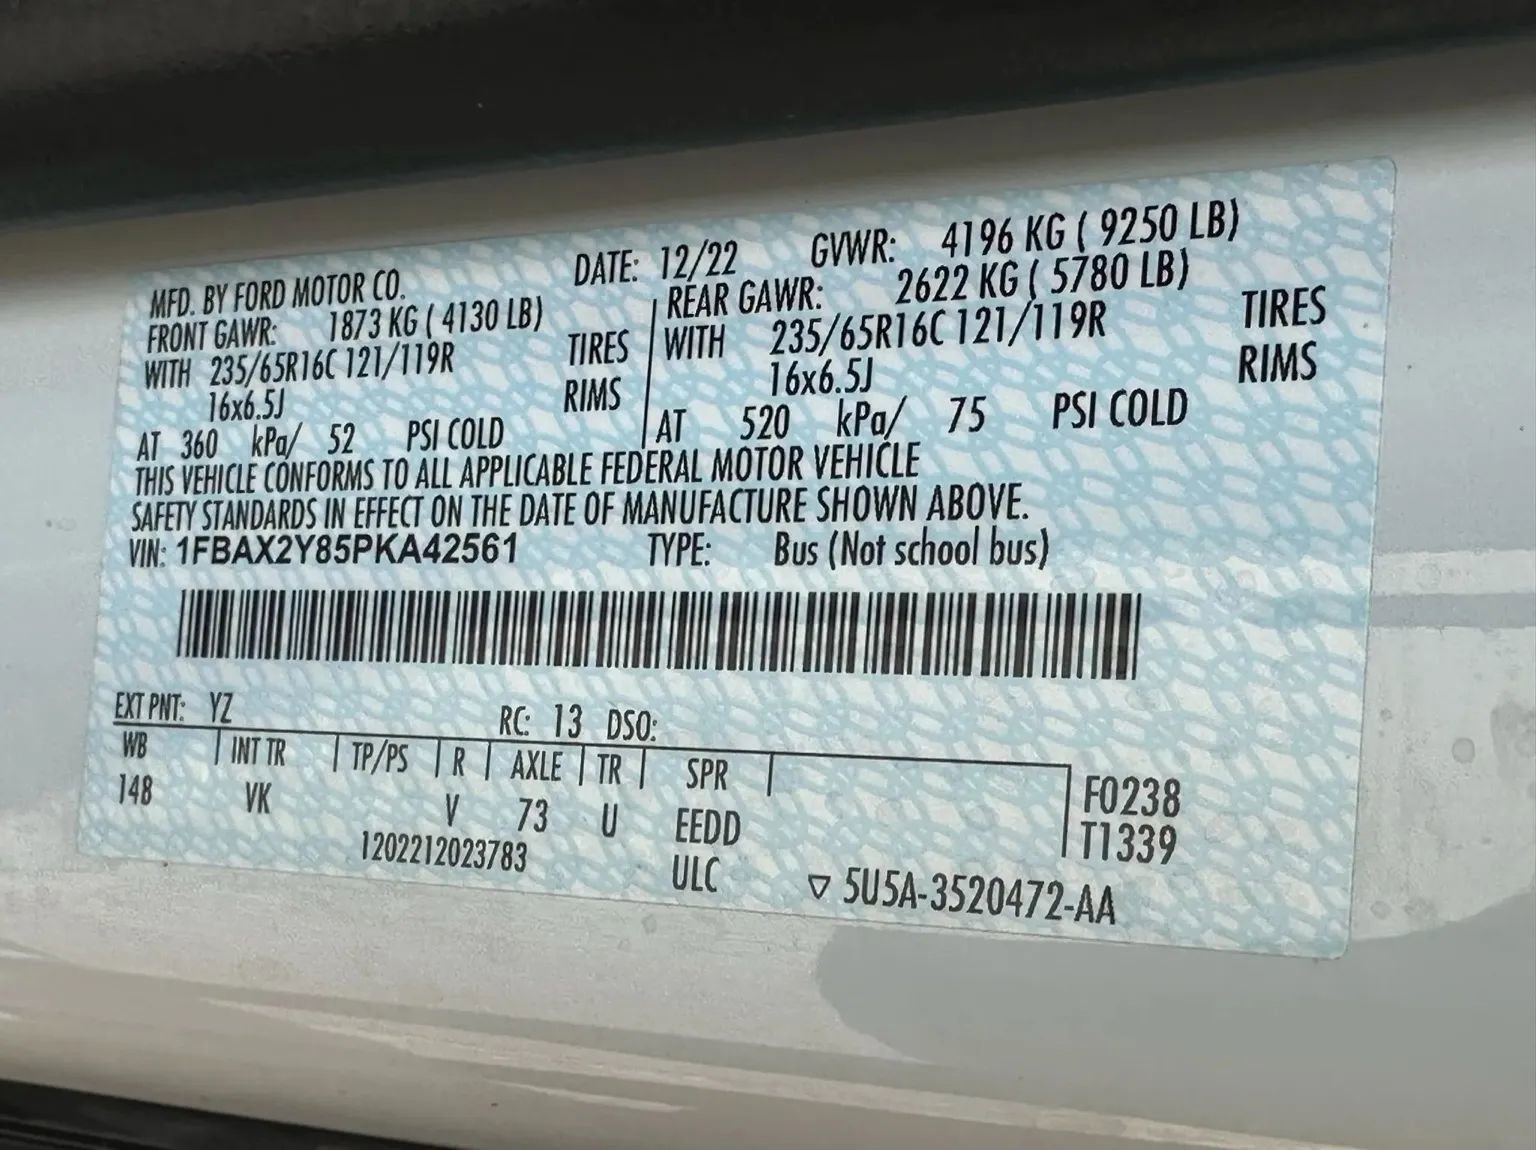 MFD. BY FORD MOTOR CO. DATE: 12/22 GVWR: 4196 KG ( 9250 LB)
FRONT GAWR: 1873 KG ( 4130 LB) REAR GAWR: 2622 KG ( 5780 LB)
WITH 235/65R16C 121/119R TIRES WITH 235/65R16C 121/119R TIRES
16x6.5J RIMS 16x6.5J RIMS
AT 360 kPa/ 52 PSI COLD AT 520 kPa/ 75 PSI COLD
THIS VEHICLE CONFORMS TO ALL APPLICABLE FEDERAL MOTOR VEHICLE
SAFETY STANDARDS IN EFFECT ON THE DATE OF MANUFACTURE SHOWN ABOVE.
VIN: 1FBAX2Y85PKA42561 TYPE: Bus (Not school bus)
EXT PNT: YZ RC: 13 DSO:
WB INT TR TP/PS R AXLE TR SPR F0238
148 VK V 73 U EEDD T1339
1202212023783 ULC ▽ 5U5A-3520472-AA